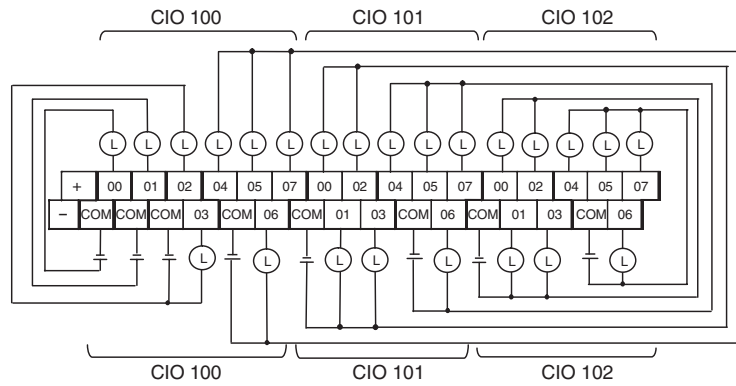 CIO 100 CIO 101 CIO 102
L L L L L L L L L L L L L L L L
+ 00 01 02 04 05 07 00 02 04 05 07 00 02 04 05 07
− COM COM COM 03 COM 06 COM 01 03 COM 06 COM 01 03 COM 06
L L L L L L L L
CIO 100 CIO 101 CIO 102